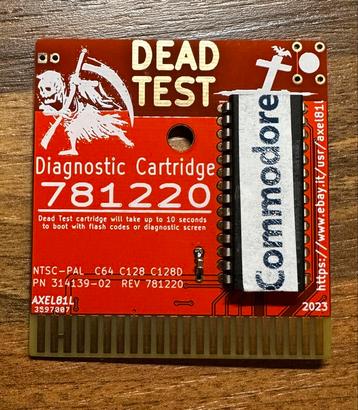 DEAD
TEST
Diagnostic Cartridge
781220
Dead Test cartridge will take up to 10 seconds
to boot with flash codes or diagnostic screen
NTSC-PAL C64 C128 C128D
PN 314139-02 REV 781220
AXEL81L
3597007
Commodore
https://www.ebay.it/usr/axel81l
2023